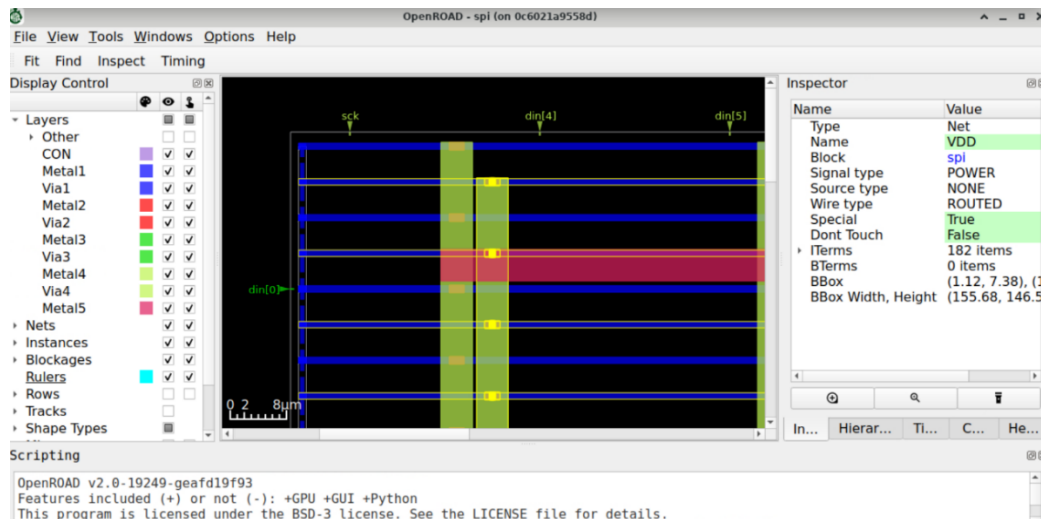 OpenROAD - spi (on 0c6021a9558d)
File View Tools Windows Options Help
Fit Find Inspect Timing
Display Control
Layers
Other
CON
Metal1
Via1
Metal2
Via2
Metal3
Via3
Metal4
Via4
Metal5
Nets
Instances
Blockages
Rulers
Rows
Tracks
Shape Types
sck din[4] din[5]
din[0]
0 2 8μm
Inspector
Name Value
Type Net
Name VDD
Block spi
Signal type POWER
Source type NONE
Wire type ROUTED
Special True
Dont Touch False
ITerms 182 items
BTerms 0 items
BBox (1.12, 7.38), (1
BBox Width, Height (155.68, 146.5
In... Hierar... Ti... C... He...
Scripting
OpenROAD v2.0-19249-geafd19f93
Features included (+) or not (-): +GPU +GUI +Python
This program is licensed under the BSD-3 license. See the LICENSE file for details.